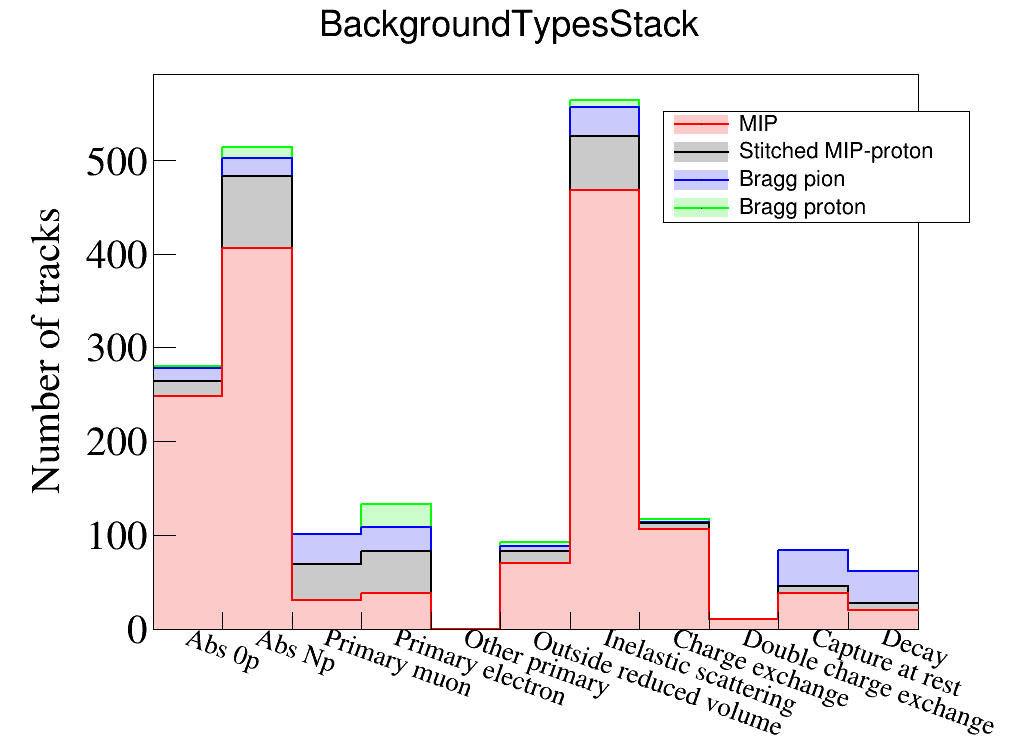 BackgroundTypesStack
MIP
Stitched MIP-proton
Bragg pion
Bragg proton
Number of tracks
500
400
300
200
100
0
Abs 0p
Abs Np
Primary muon
Primary electron
Other primary
Outside reduced volume
Inelastic scattering
Charge exchange
Double charge exchange
Capture at rest
Decay